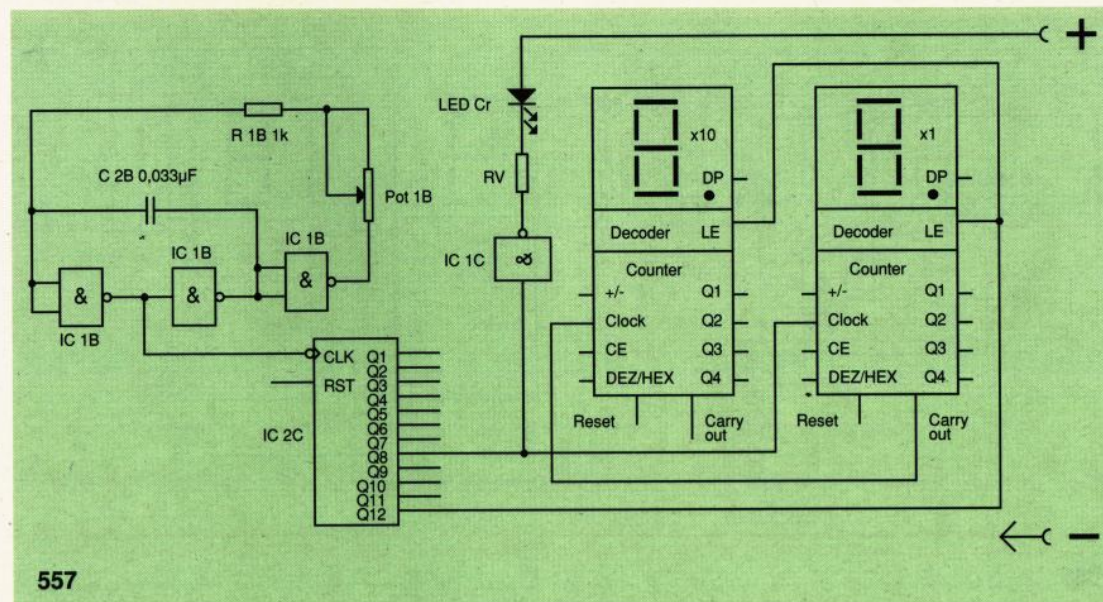 +
LED Cr
R 1B 1k
x10
x1
C 2B 0,033µF
RV
DP
DP
Pot 1B
IC 1B
IC 1B
IC 1C
&
Decoder LE
Decoder LE
&
&
&
Counter
Counter
IC 1B
+/- Q1
+/- Q1
Clock Q2
Clock Q2
CLK Q1
CE Q3
CE Q3
Q2
RST Q3
DEZ/HEX Q4
DEZ/HEX Q4
Q4
Q5
Reset
Carry
out
Reset
Carry
out
Q6
IC 2C
Q7
Q8
Q9
Q10
Q11
Q12
−
557